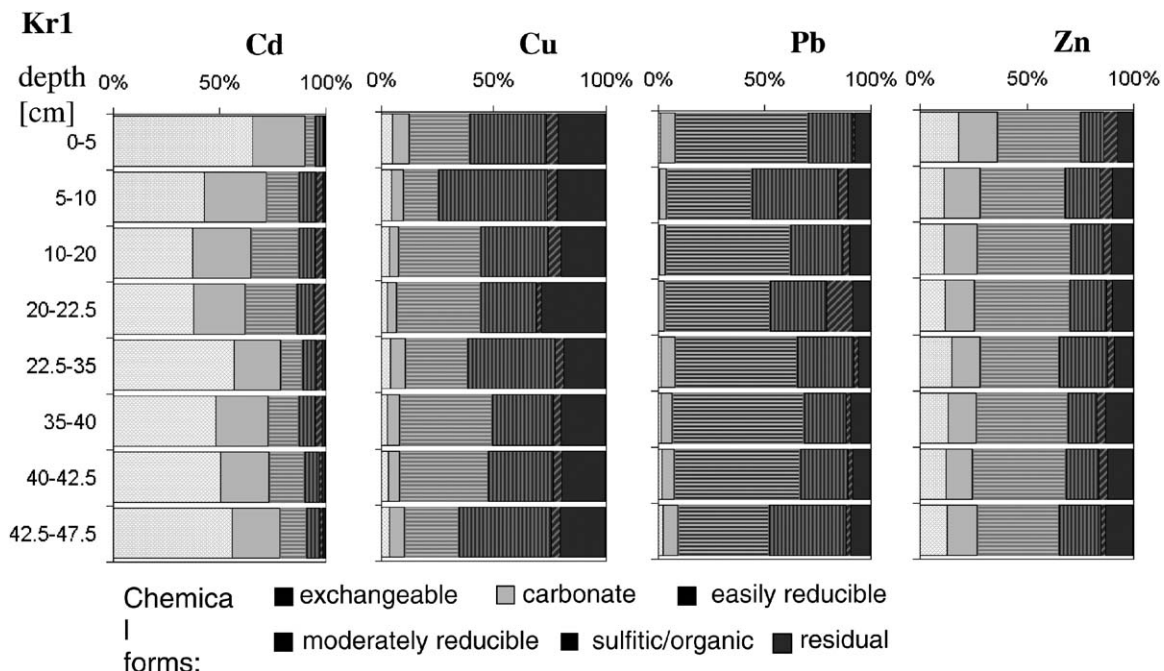 Kr1
Cd Cu Pb Zn
depth
[cm]
0% 50% 100% 0% 50% 100% 0% 50% 100% 0% 50% 100%
0-5
5-10
10-20
20-22.5
22.5-35
35-40
40-42.5
42.5-47.5
Chemica exchangeable carbonate easily reducible
l
forms: moderately reducible sulfitic/organic residual